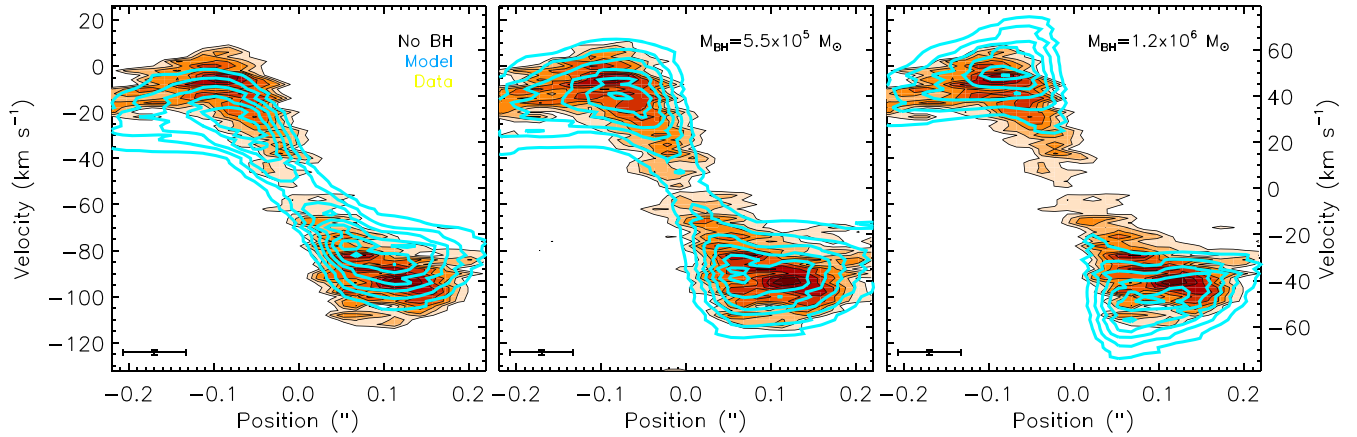 No BH
Model
Data
M_BH=5.5x10^5 M_⊙
M_BH=1.2x10^6 M_⊙
20
0
−20
−40
−60
−80
−100
−120
Velocity (km s^−1)
60
40
20
0
−20
−40
−60
Velocity (km s^−1)
−0.2 −0.1 0.0 0.1 0.2
−0.2 −0.1 0.0 0.1 0.2
−0.2 −0.1 0.0 0.1 0.2
Position (")
Position (")
Position (")